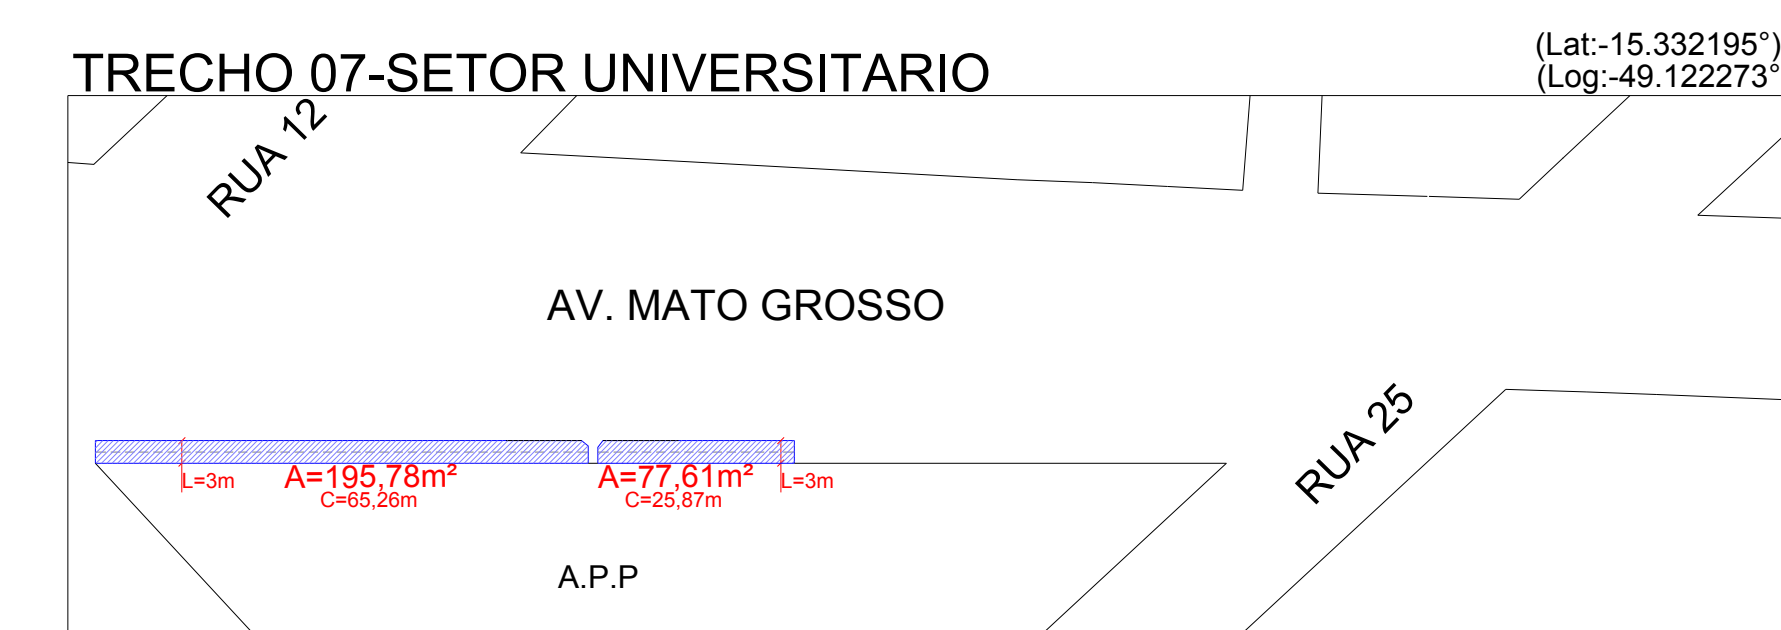 TRECHO 07-SETOR UNIVERSITARIO
(Lat:-15.332195°)
(Log:-49.122273°
RUA 12
AV. MATO GROSSO
RUA 25
L=3m
A=195,78m²
C=65,26m
A=77,61m²
C=25,87m
L=3m
A.P.P